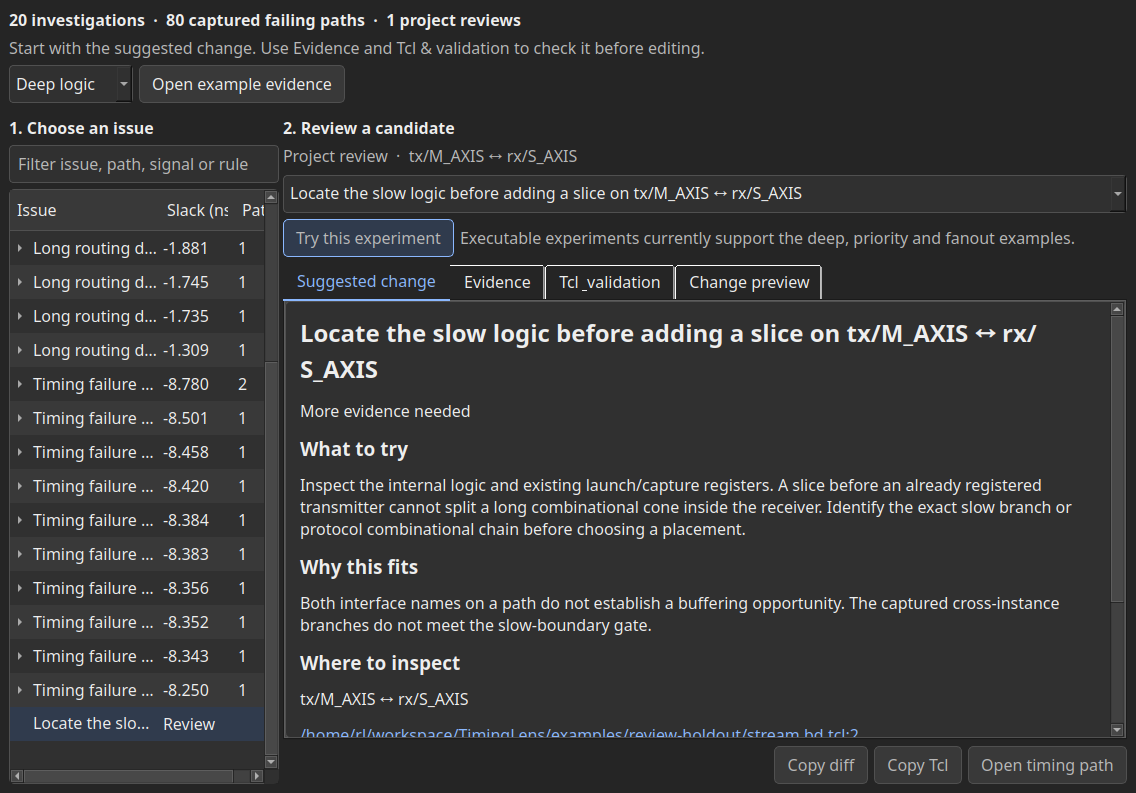 20 investigations · 80 captured failing paths · 1 project reviews
Start with the suggested change. Use Evidence and Tcl & validation to check it before editing.
Deep logic
Open example evidence
1. Choose an issue
Filter issue, path, signal or rule
Issue Slack (ns Pat
Long routing d... -1.881 1
Long routing d... -1.745 1
Long routing d... -1.735 1
Long routing d... -1.309 1
Timing failure ... -8.780 2
Timing failure ... -8.501 1
Timing failure ... -8.458 1
Timing failure ... -8.420 1
Timing failure ... -8.384 1
Timing failure ... -8.383 1
Timing failure ... -8.356 1
Timing failure ... -8.352 1
Timing failure ... -8.343 1
Timing failure ... -8.250 1
Locate the slo... Review
2. Review a candidate
Project review · tx/M_AXIS ↔ rx/S_AXIS
Locate the slow logic before adding a slice on tx/M_AXIS ↔ rx/S_AXIS
Try this experiment
Executable experiments currently support the deep, priority and fanout examples.
Suggested change
Evidence
Tcl_validation
Change preview
Locate the slow logic before adding a slice on tx/M_AXIS ↔ rx/
S_AXIS
More evidence needed
What to try
Inspect the internal logic and existing launch/capture registers. A slice before an already registered
transmitter cannot split a long combinational cone inside the receiver. Identify the exact slow branch or
protocol combinational chain before choosing a placement.
Why this fits
Both interface names on a path do not establish a buffering opportunity. The captured cross-instance
branches do not meet the slow-boundary gate.
Where to inspect
tx/M_AXIS ↔ rx/S_AXIS
/home/rl/workspace/TimingLens/examples/review-holdout/stream.bd.tcl:2
Copy diff
Copy Tcl
Open timing path